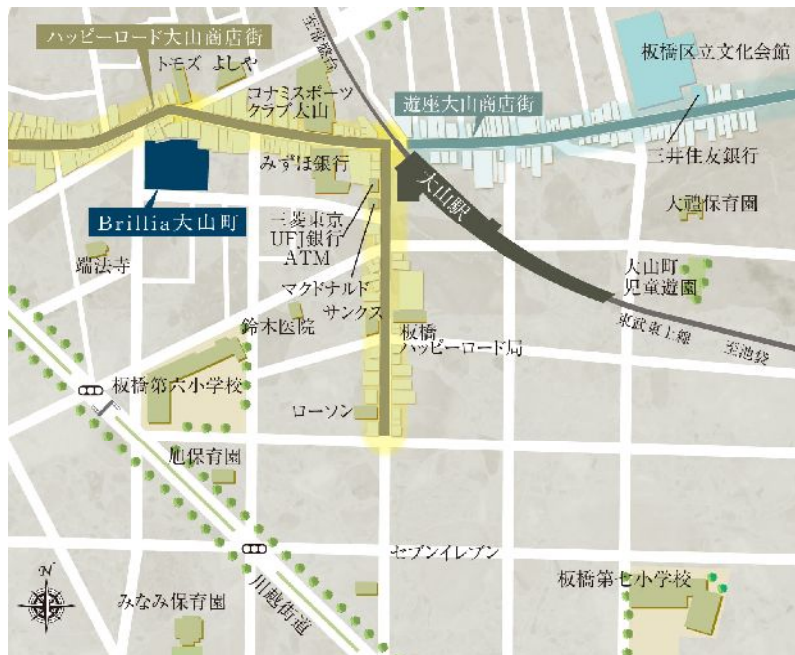 ハッピーロード大山商店街
トモズ
よしや
コナミスポーツ
クラブ大山
至常盤台
遊座大山商店街
板橋区立文化会館
三井住友銀行
みずほ銀行
大山駅
大禮保育園
Brillia大山町
三菱東京
UFJ銀行
ATM
端法寺
大山町
児童遊園
マクドナルド
サンクス
鈴木医院
板橋
ハッピーロード局
東武東上線
至池袋
板橋第六小学校
ローソン
旭保育園
セブンイレブン
板橋第七小学校
川越街道
みなみ保育園
N